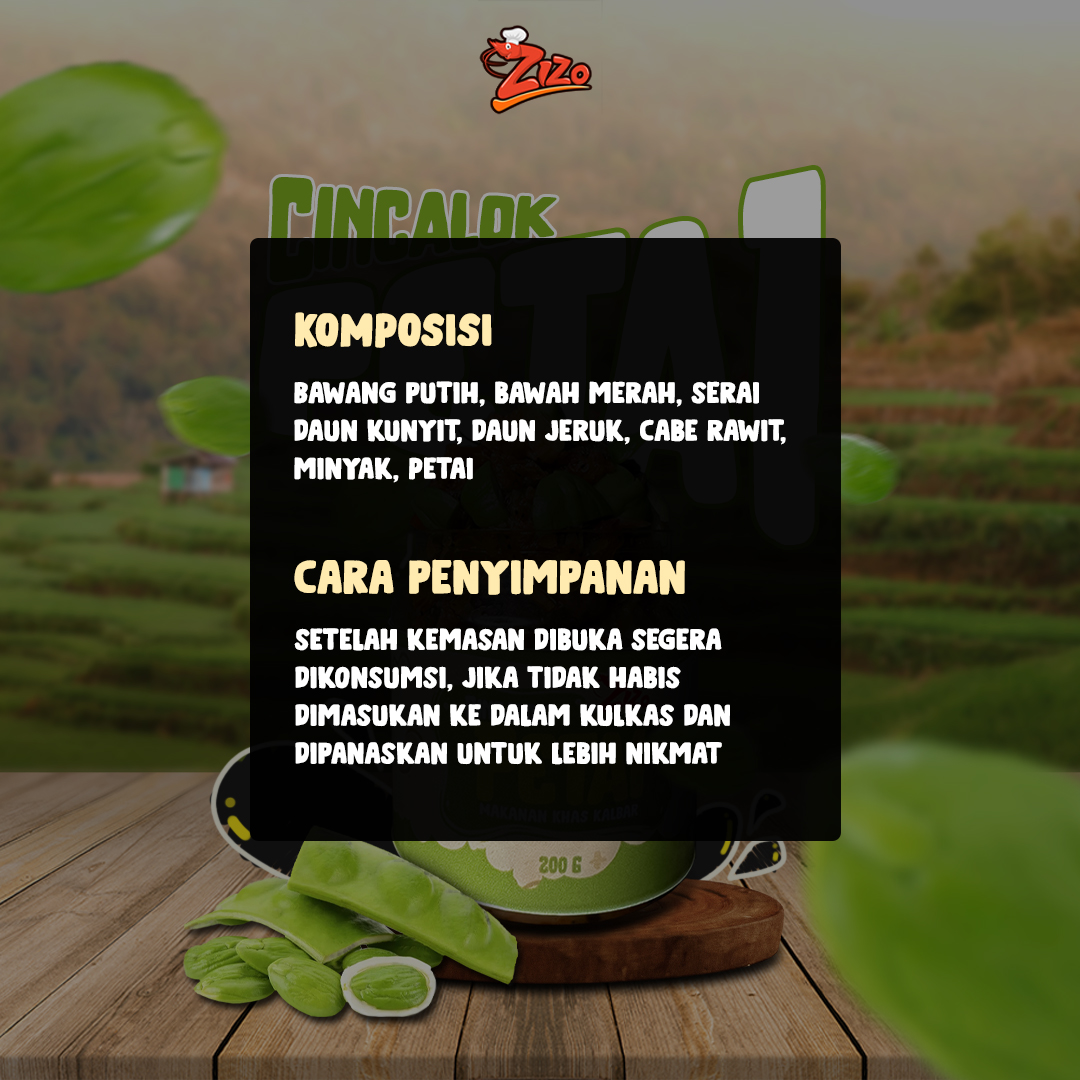 ZIZO
CINCALOK
KOMPOSISI
BAWANG PUTIH, BAWAH MERAH, SERAI
DAUN KUNYIT, DAUN JERUK, CABE RAWIT,
MINYAK, PETAI
CARA PENYIMPANAN
SETELAH KEMASAN DIBUKA SEGERA
DIKONSUMSI, JIKA TIDAK HABIS
DIMASUKAN KE DALAM KULKAS DAN
DIPANASKAN UNTUK LEBIH NIKMAT
200 G